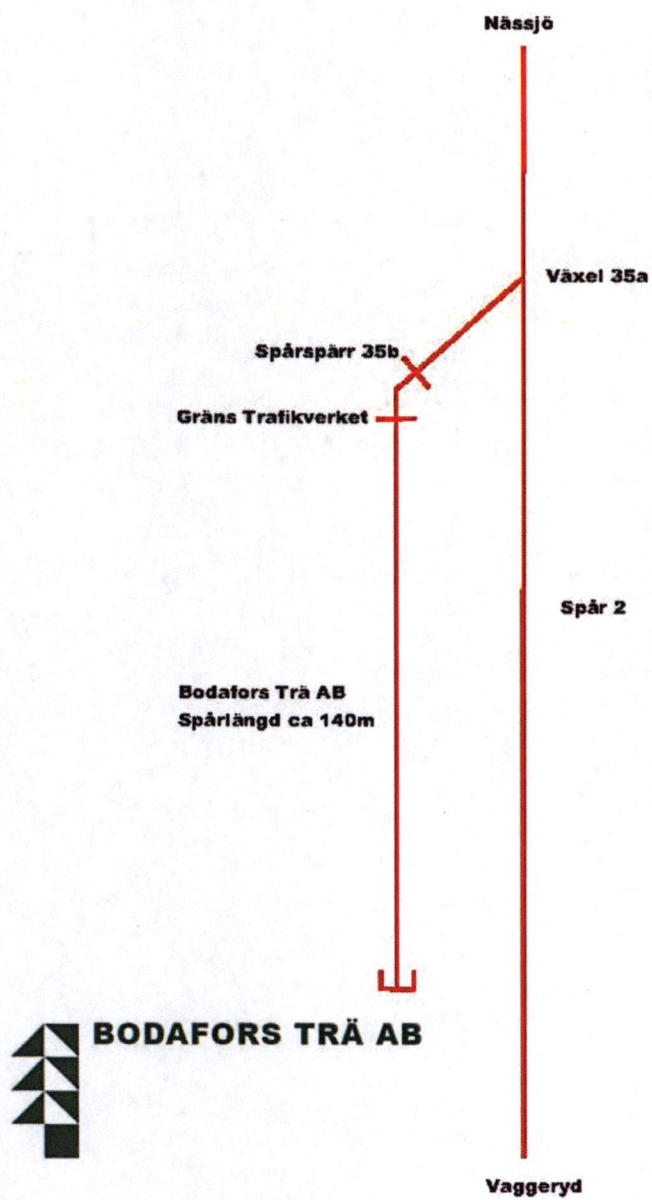 Nässjö
Växel 35a
Spårspärr 35b
Gräns Trafikverket
Spår 2
Bodafors Trä AB
Spårlängd ca 140m
BODAFORS TRÄ AB
Vaggeryd